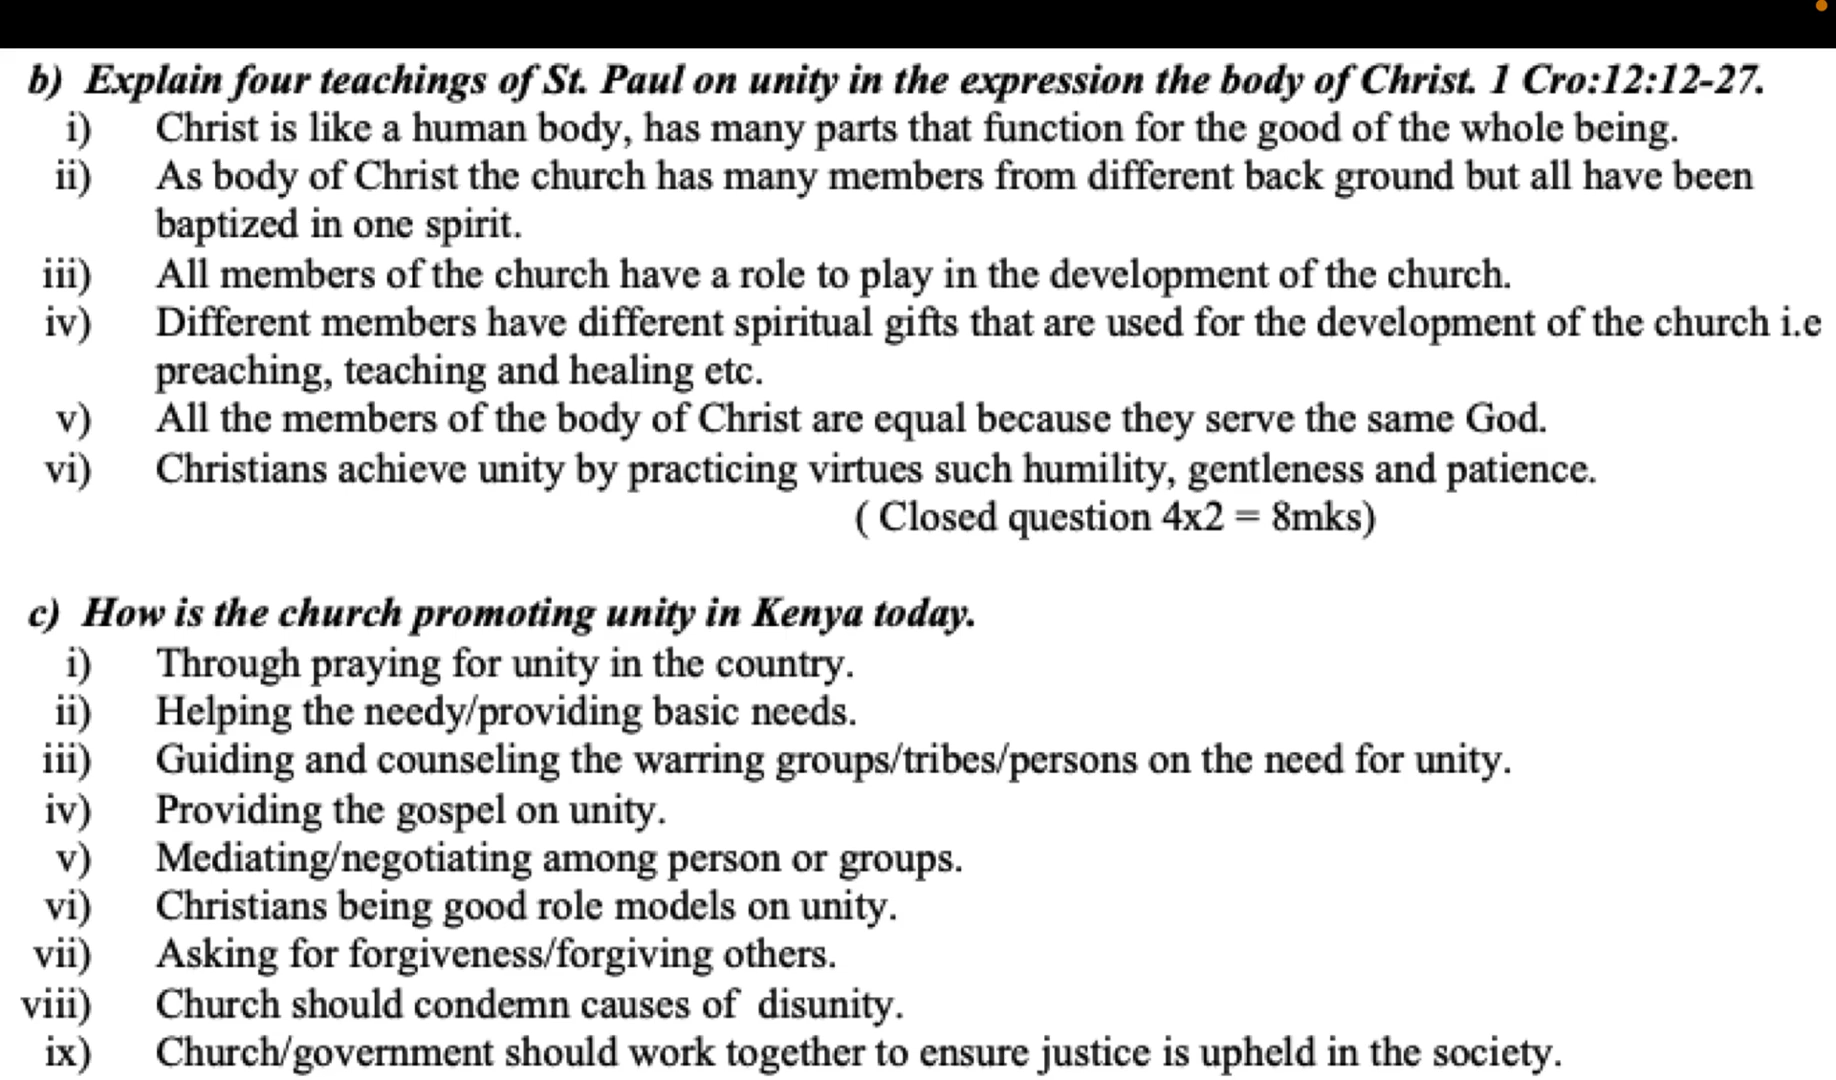 b) Explain four teachings of St. Paul on unity in the expression the body of Christ. 1 Cro:12:12-27.
i) Christ is like a human body, has many parts that function for the good of the whole being.
ii) As body of Christ the church has many members from different back ground but all have been
baptized in one spirit.
iii) All members of the church have a role to play in the development of the church.
iv) Different members have different spiritual gifts that are used for the development of the church i.e
preaching, teaching and healing etc.
v) All the members of the body of Christ are equal because they serve the same God.
vi) Christians achieve unity by practicing virtues such humility, gentleness and patience.
( Closed question 4x2 = 8mks)
c) How is the church promoting unity in Kenya today.
i) Through praying for unity in the country.
ii) Helping the needy/providing basic needs.
iii) Guiding and counseling the warring groups/tribes/persons on the need for unity.
iv) Providing the gospel on unity.
v) Mediating/negotiating among person or groups.
vi) Christians being good role models on unity.
vii) Asking for forgiveness/forgiving others.
viii) Church should condemn causes of disunity.
ix) Church/government should work together to ensure justice is upheld in the society.